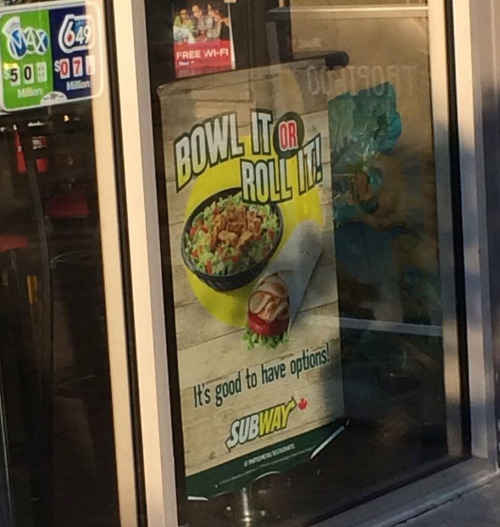 MAX
6/49
$50
$07
Million
Million
FREE WI-FI
BOWL IT OR
ROLL IT!
It's good to have options!
SUBWAY